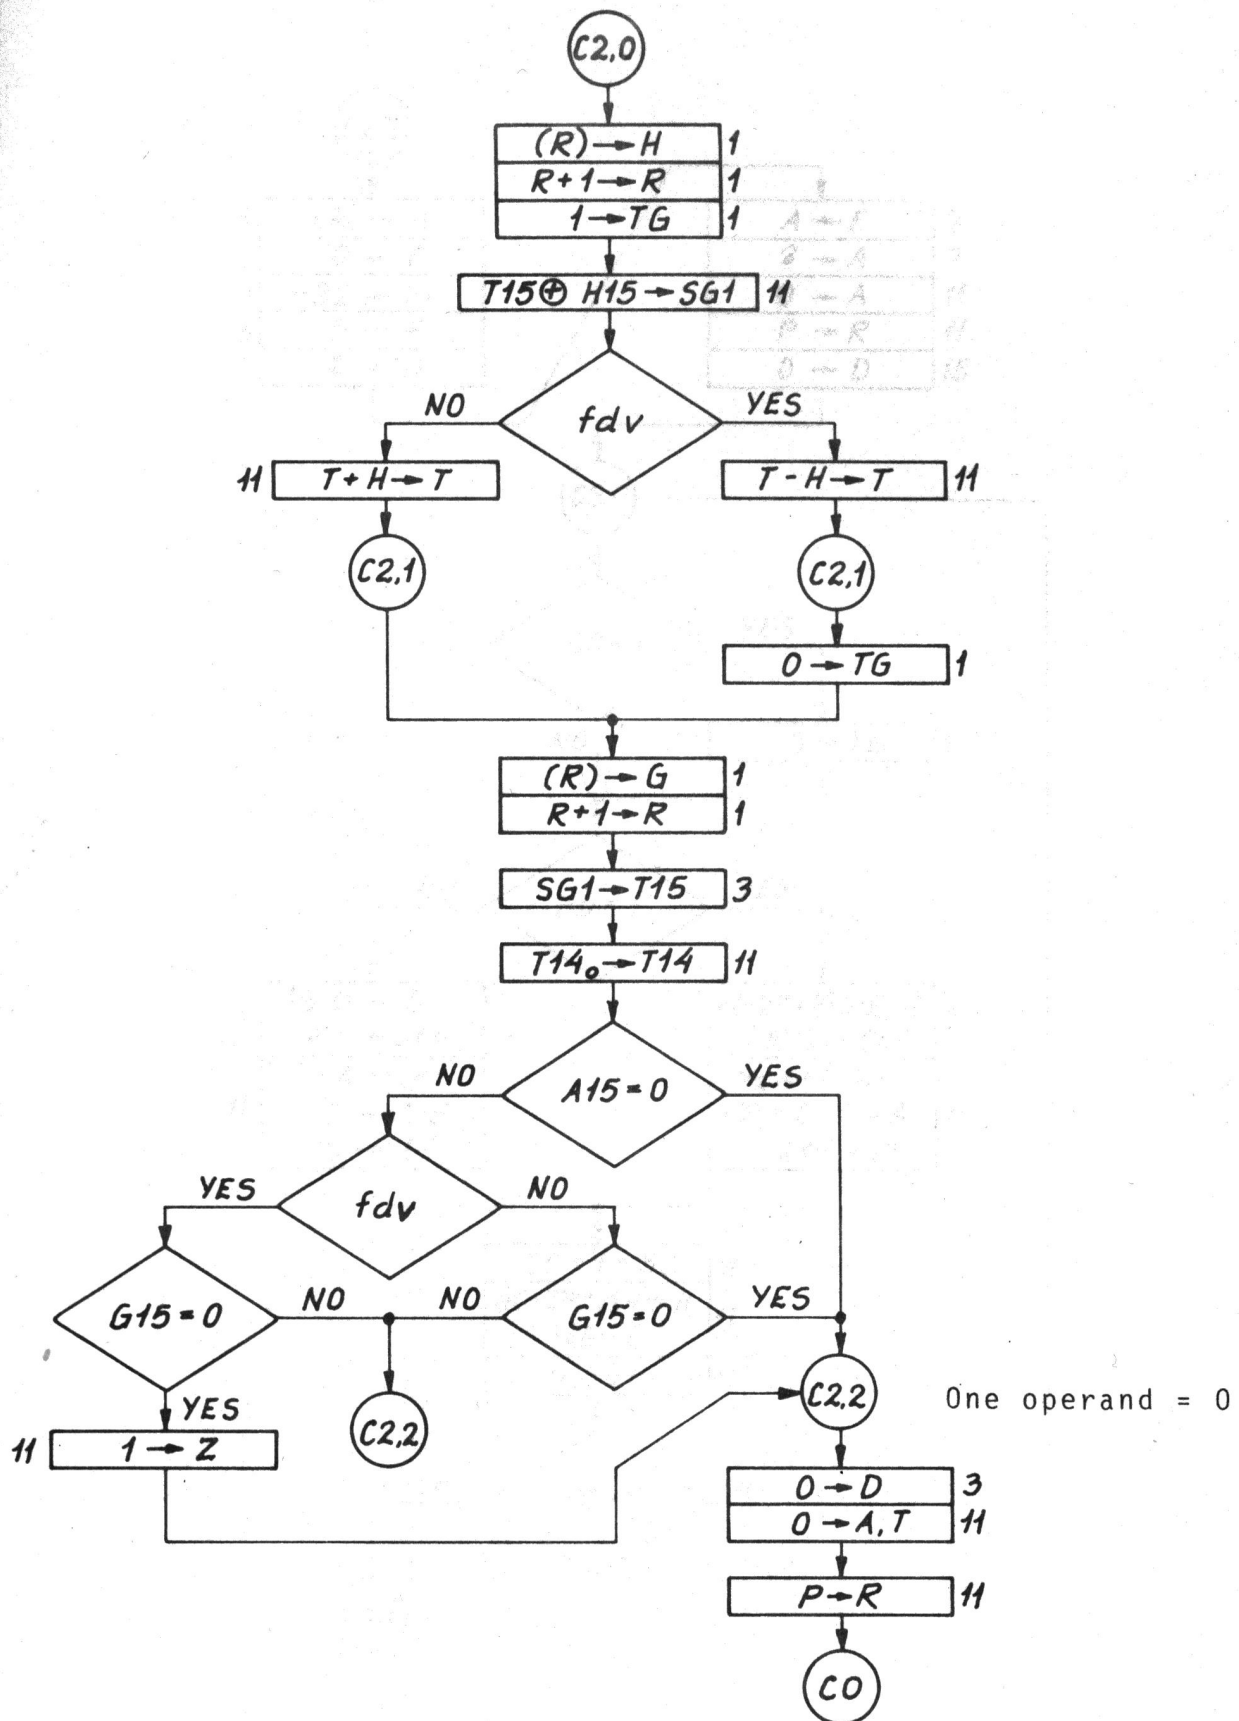 C2,0
(R)→H 1
R+1→R 1
1→TG 1
T15⊕ H15→SG1 11
fdv
NO
YES
11 T+H→T
T-H→T 11
C2,1
C2,1
0→TG 1
(R)→G 1
R+1→R 1
SG1→T15 3
T14₀→T14 11
A15=0
NO
YES
fdv
YES
NO
G15=0
NO
NO
G15=0
YES
YES
C2,2
C2,2
One operand = 0
11 1→Z
0→D 3
0→A,T 11
P→R 11
C0